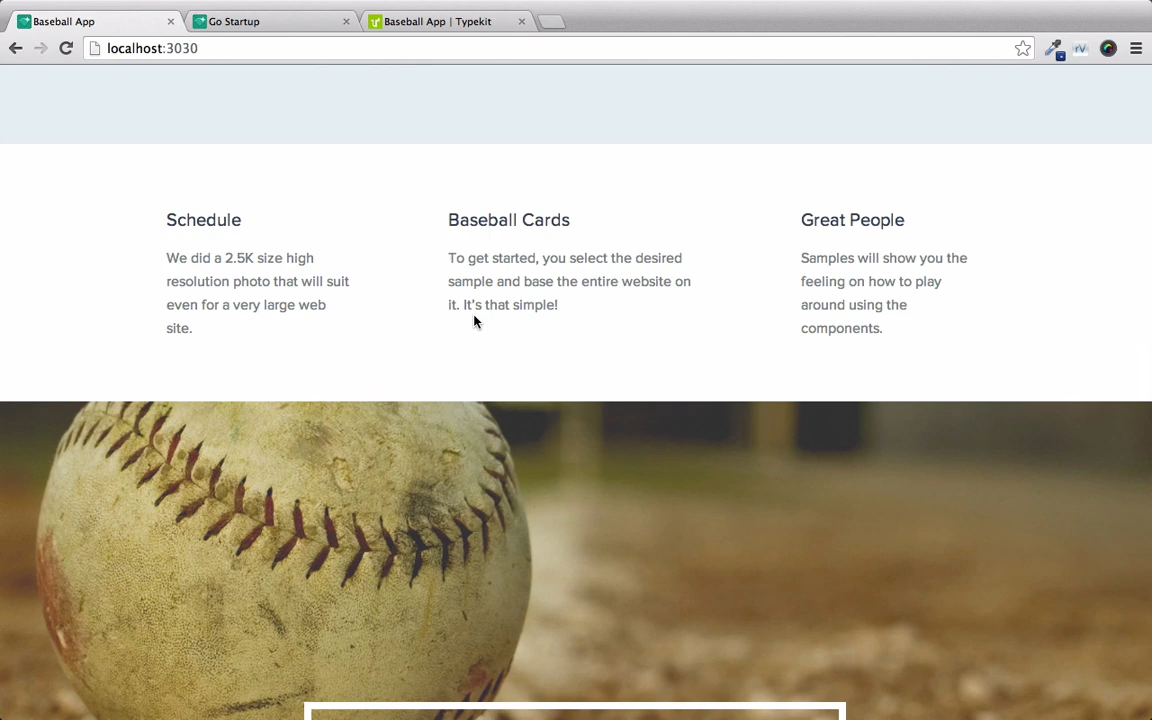 Baseball App
Go Startup
Baseball App | Typekit
localhost:3030
Schedule
We did a 2.5K size high
resolution photo that will suit
even for a very large web
site.
Baseball Cards
To get started, you select the desired
sample and base the entire website on
it. It's that simple!
Great People
Samples will show you the
feeling on how to play
around using the
components.